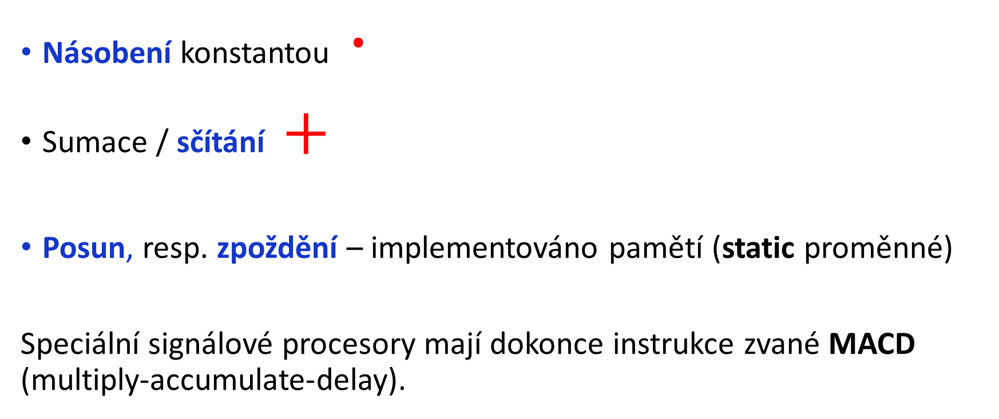 • Násobení konstantou •
• Sumace / sčítání +
• Posun, resp. zpoždění – implementováno pamětí (static proměnné)
Speciální signálové procesory mají dokonce instrukce zvané MACD
(multiply-accumulate-delay).